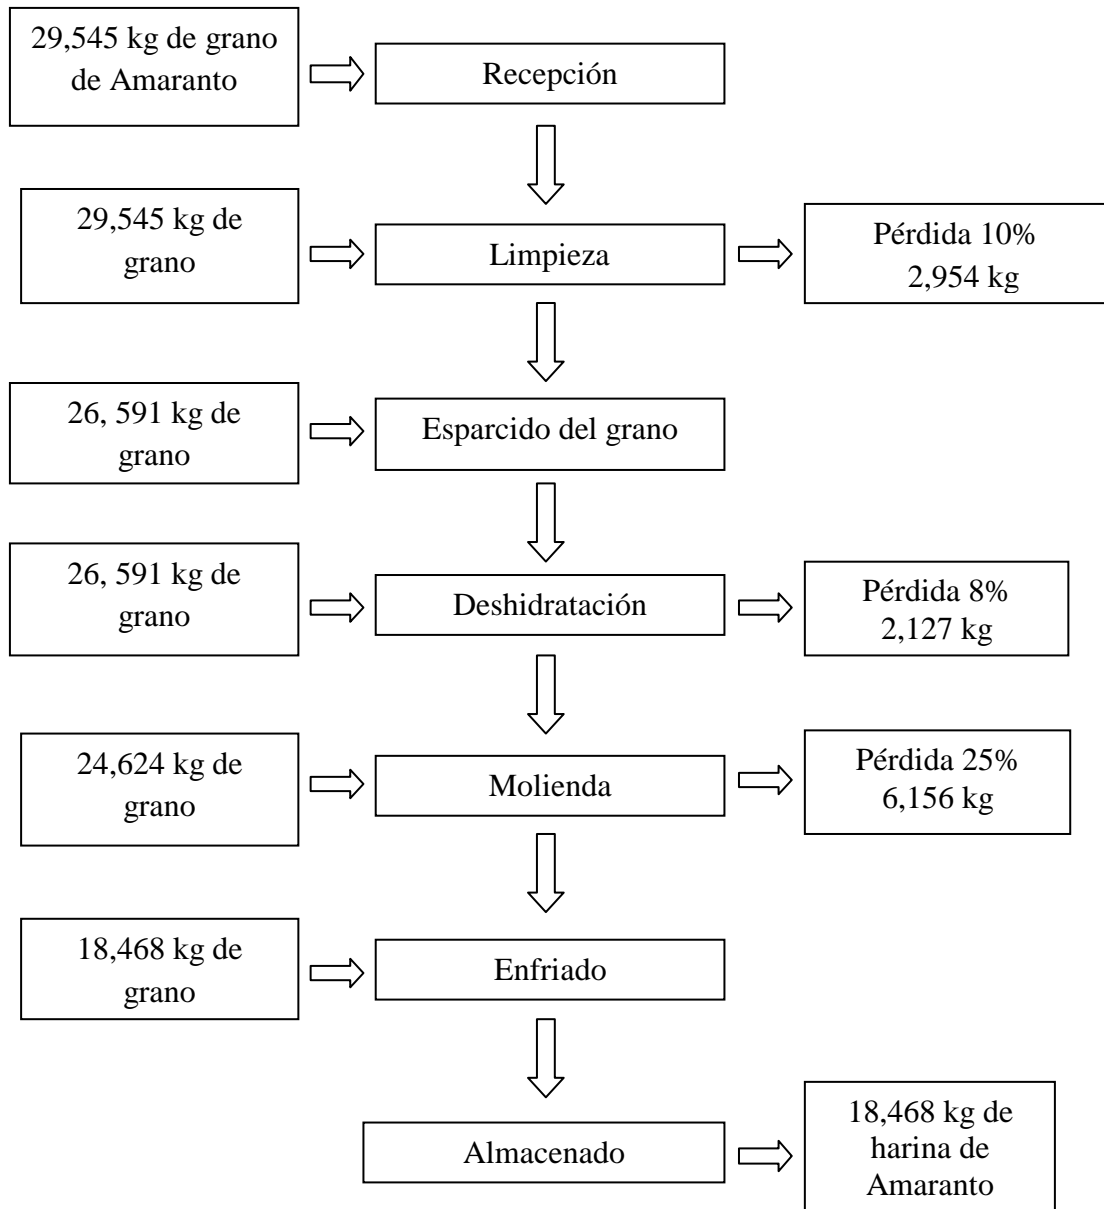 29,545 kg de grano
de Amaranto
Recepción
29,545 kg de
grano
Limpieza
Pérdida 10%
2,954 kg
26, 591 kg de
grano
Esparcido del grano
26, 591 kg de
grano
Deshidratación
Pérdida 8%
2,127 kg
24,624 kg de
grano
Molienda
Pérdida 25%
6,156 kg
18,468 kg de
grano
Enfriado
Almacenado
18,468 kg de
harina de
Amaranto